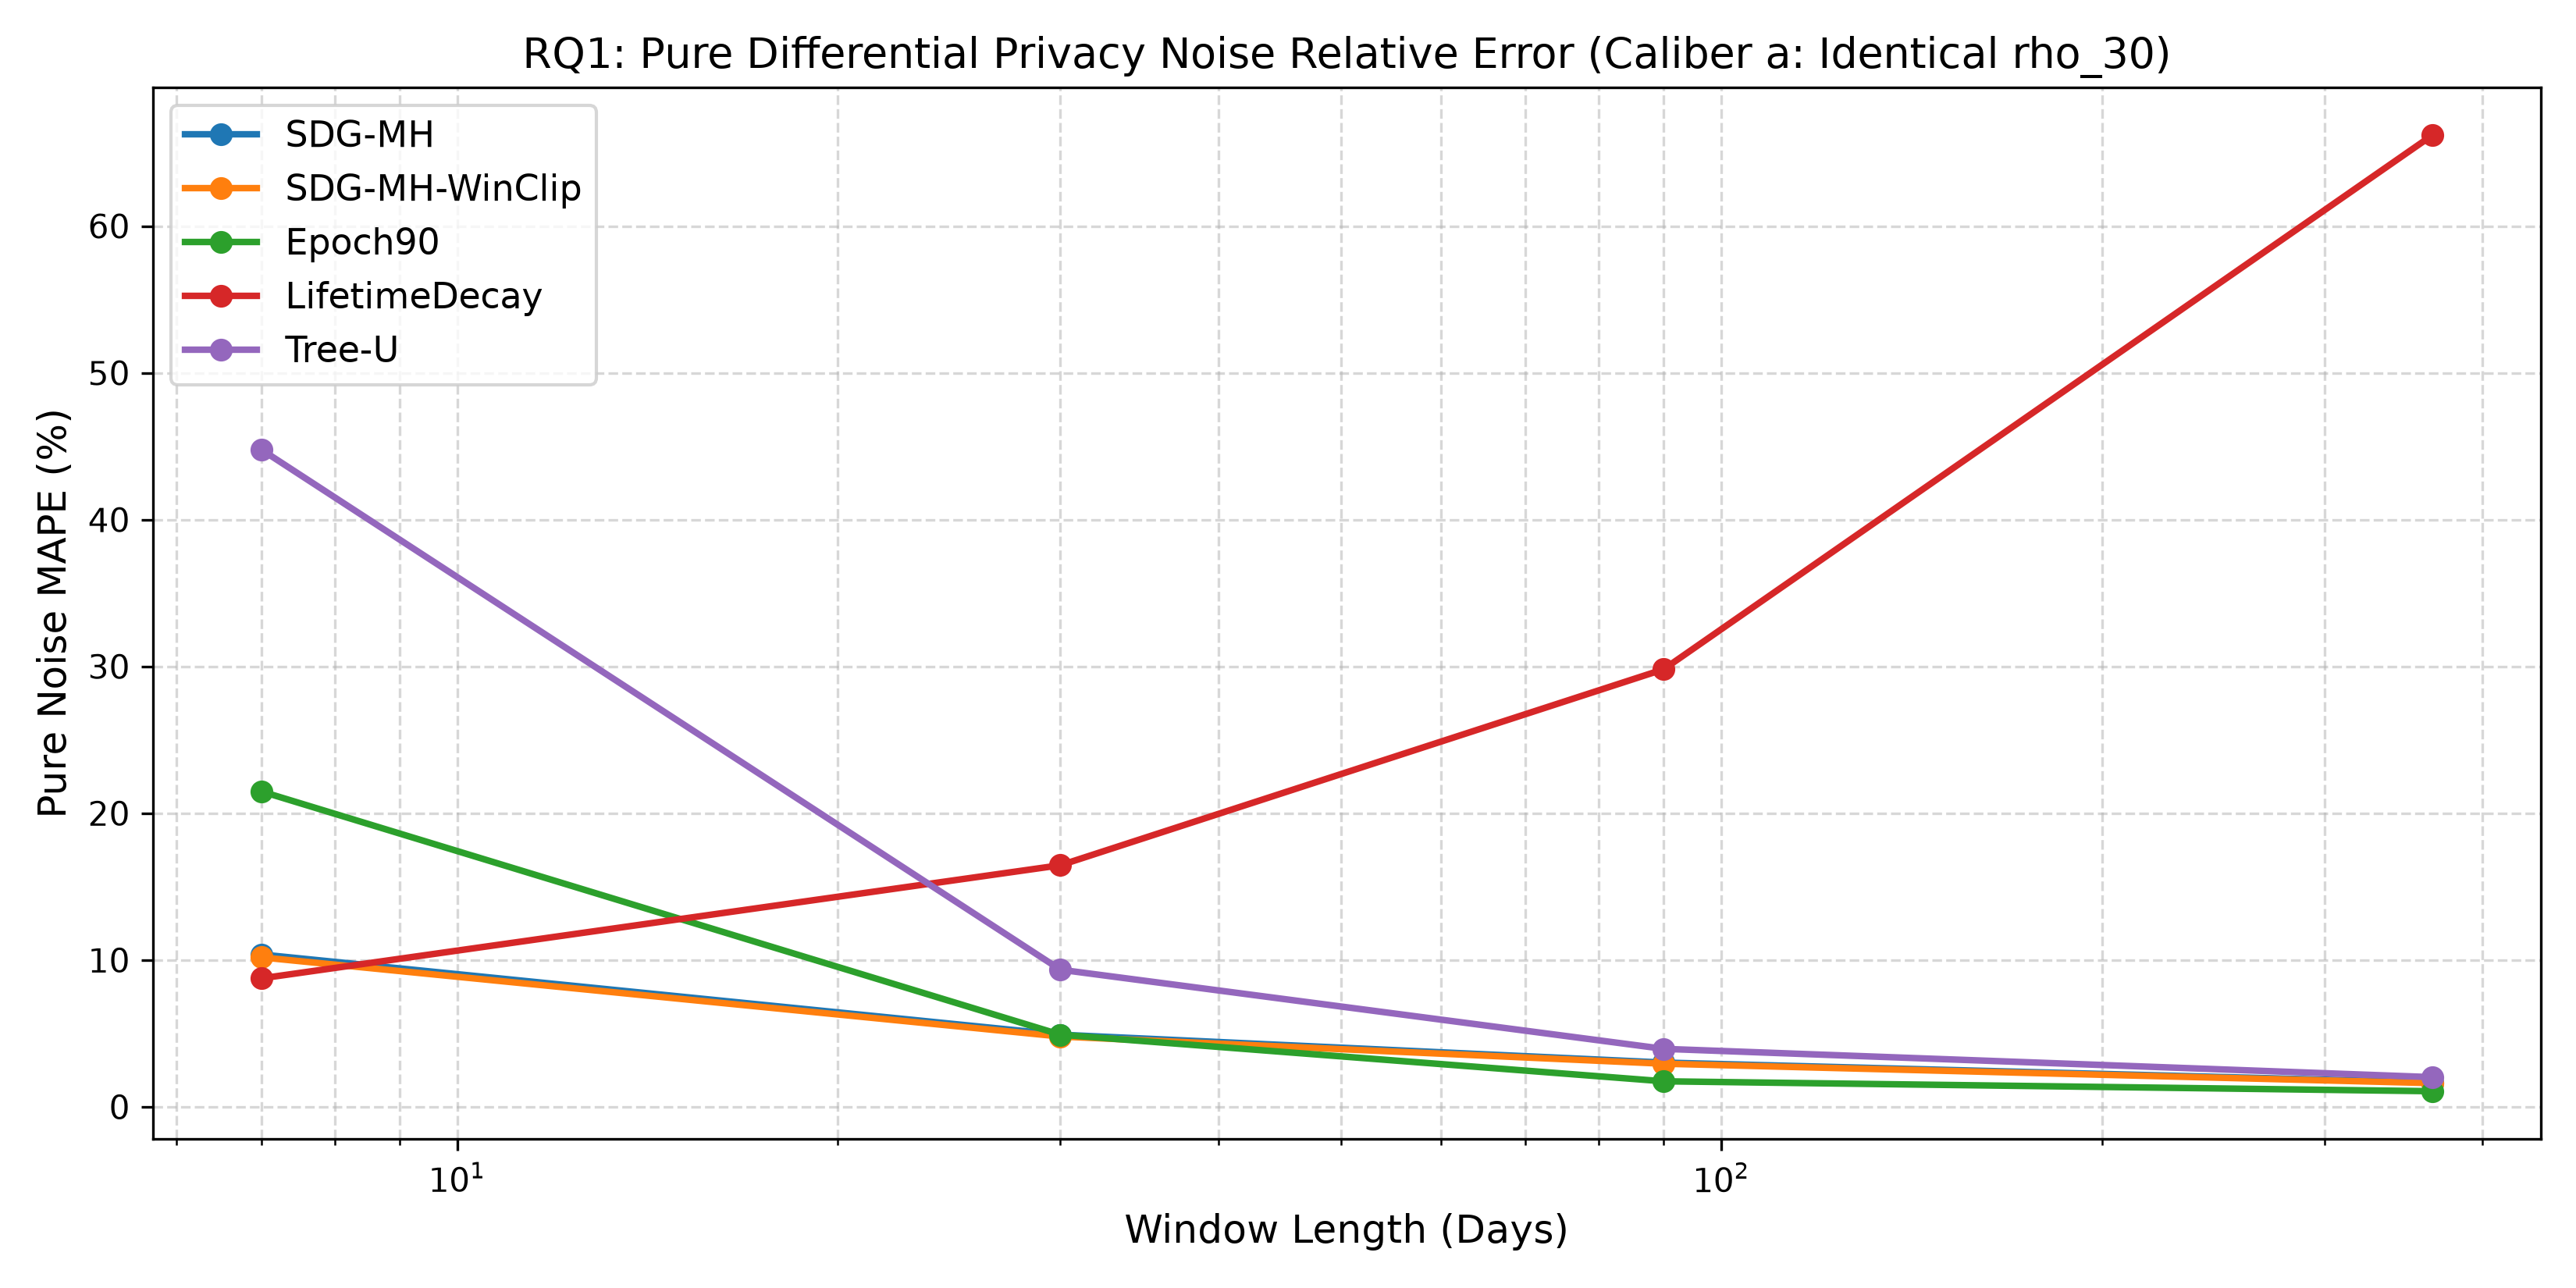 RQ1: Pure Differential Privacy Noise Relative Error (Caliber a: Identical rho_30)
SDG-MH
SDG-MH-WinClip
Epoch90
LifetimeDecay
Tree-U
Pure Noise MAPE (%)
60
50
40
30
20
10
0
10¹
10²
Window Length (Days)